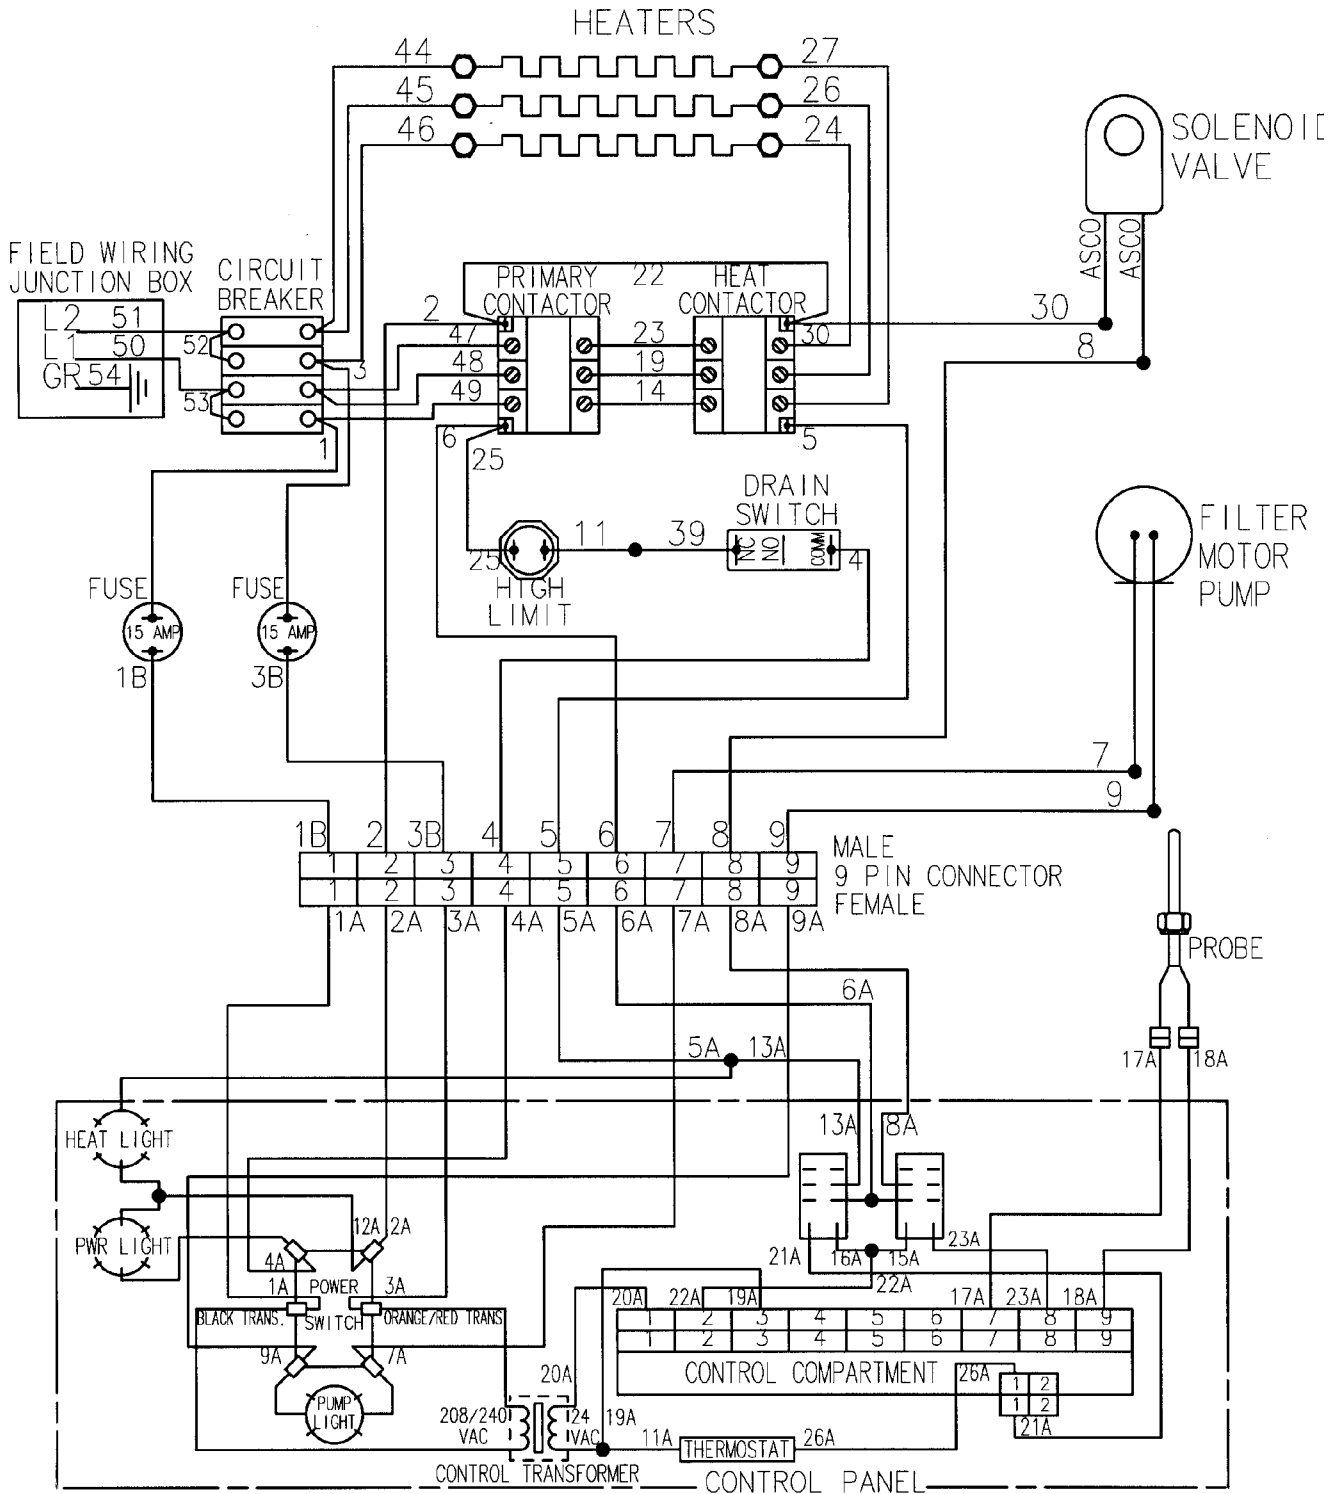 HEATERS
44
27
45
26
46
24
SOLENOID
VALVE
ASCO
ASCO
FIELD WIRING
JUNCTION BOX
CIRCUIT
BREAKER
PRIMARY
CONTACTOR
22
HEAT
CONTACTOR
L2 51
L1 50
GR 54
52
53
3
1
2
47
48
49
23
19
14
30
30
8
6
25
5
DRAIN
SWITCH
NC
NO
COMM
25
11
39
4
HIGH
LIMIT
FILTER
MOTOR
PUMP
FUSE
FUSE
15 AMP
15 AMP
1B
3B
7
9
1B 2 3B 4 5 6 7 8 9
1 2 3 4 5 6 7 8 9
1 2 3 4 5 6 7 8 9
MALE
9 PIN CONNECTOR
FEMALE
1A 2A 3A 4A 5A 6A 7A 8A 9A
PROBE
6A
5A 13A
17A 18A
13A 8A
HEAT LIGHT
PWR LIGHT
12A 2A
4A
1A POWER 3A
BLACK TRANS. SWITCH ORANGE/RED TRANS
9A 7A
PUMP
LIGHT
21A 16A 15A 23A
22A
20A 22A 19A 17A 23A 18A
1 2 3 4 5 6 7 8 9
1 2 3 4 5 6 7 8 9
CONTROL COMPARTMENT
26A
1 2
1 2
21A
20A
208/240
VAC
24
VAC
19A
11A
THERMOSTAT
26A
CONTROL TRANSFORMER
CONTROL PANEL